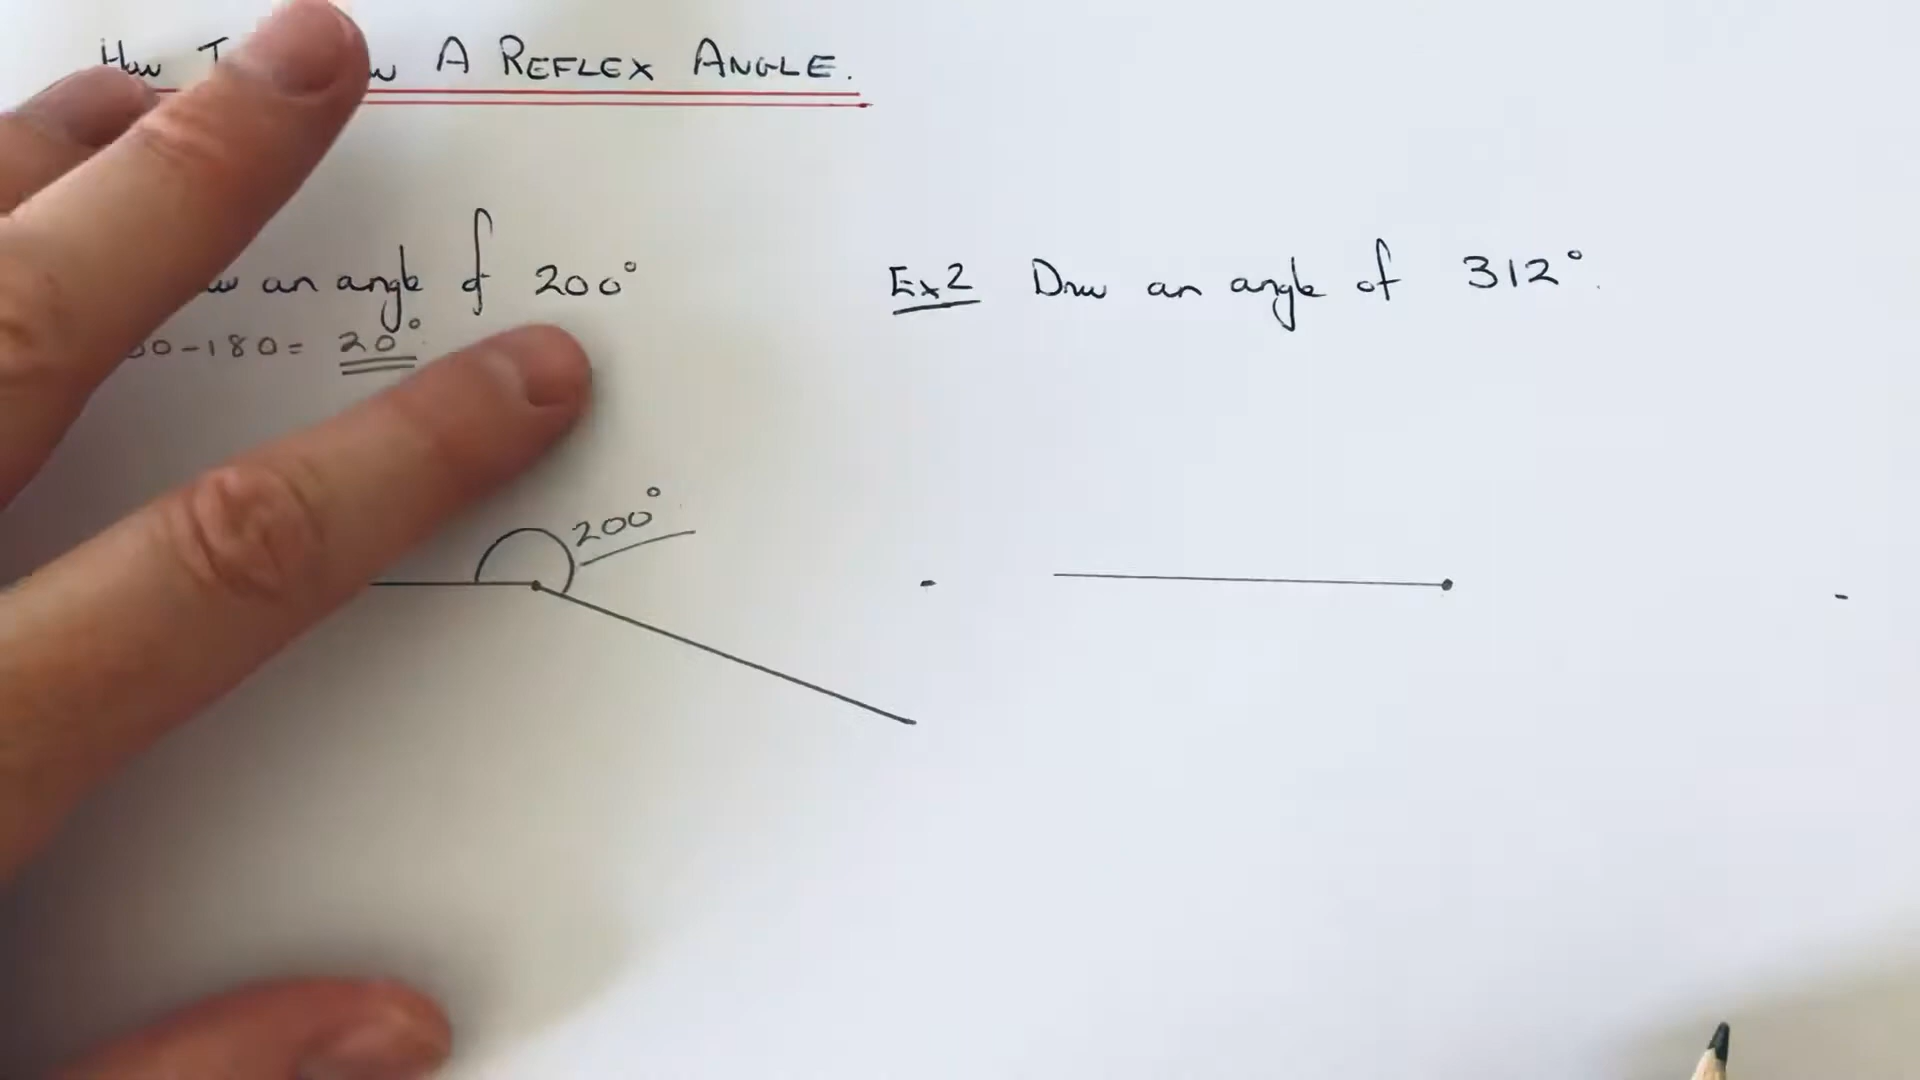 How A REFLEX ANGLE.
an angle of 200°
0-180= 20°
Ex2 Draw an angle of 312°.
200°